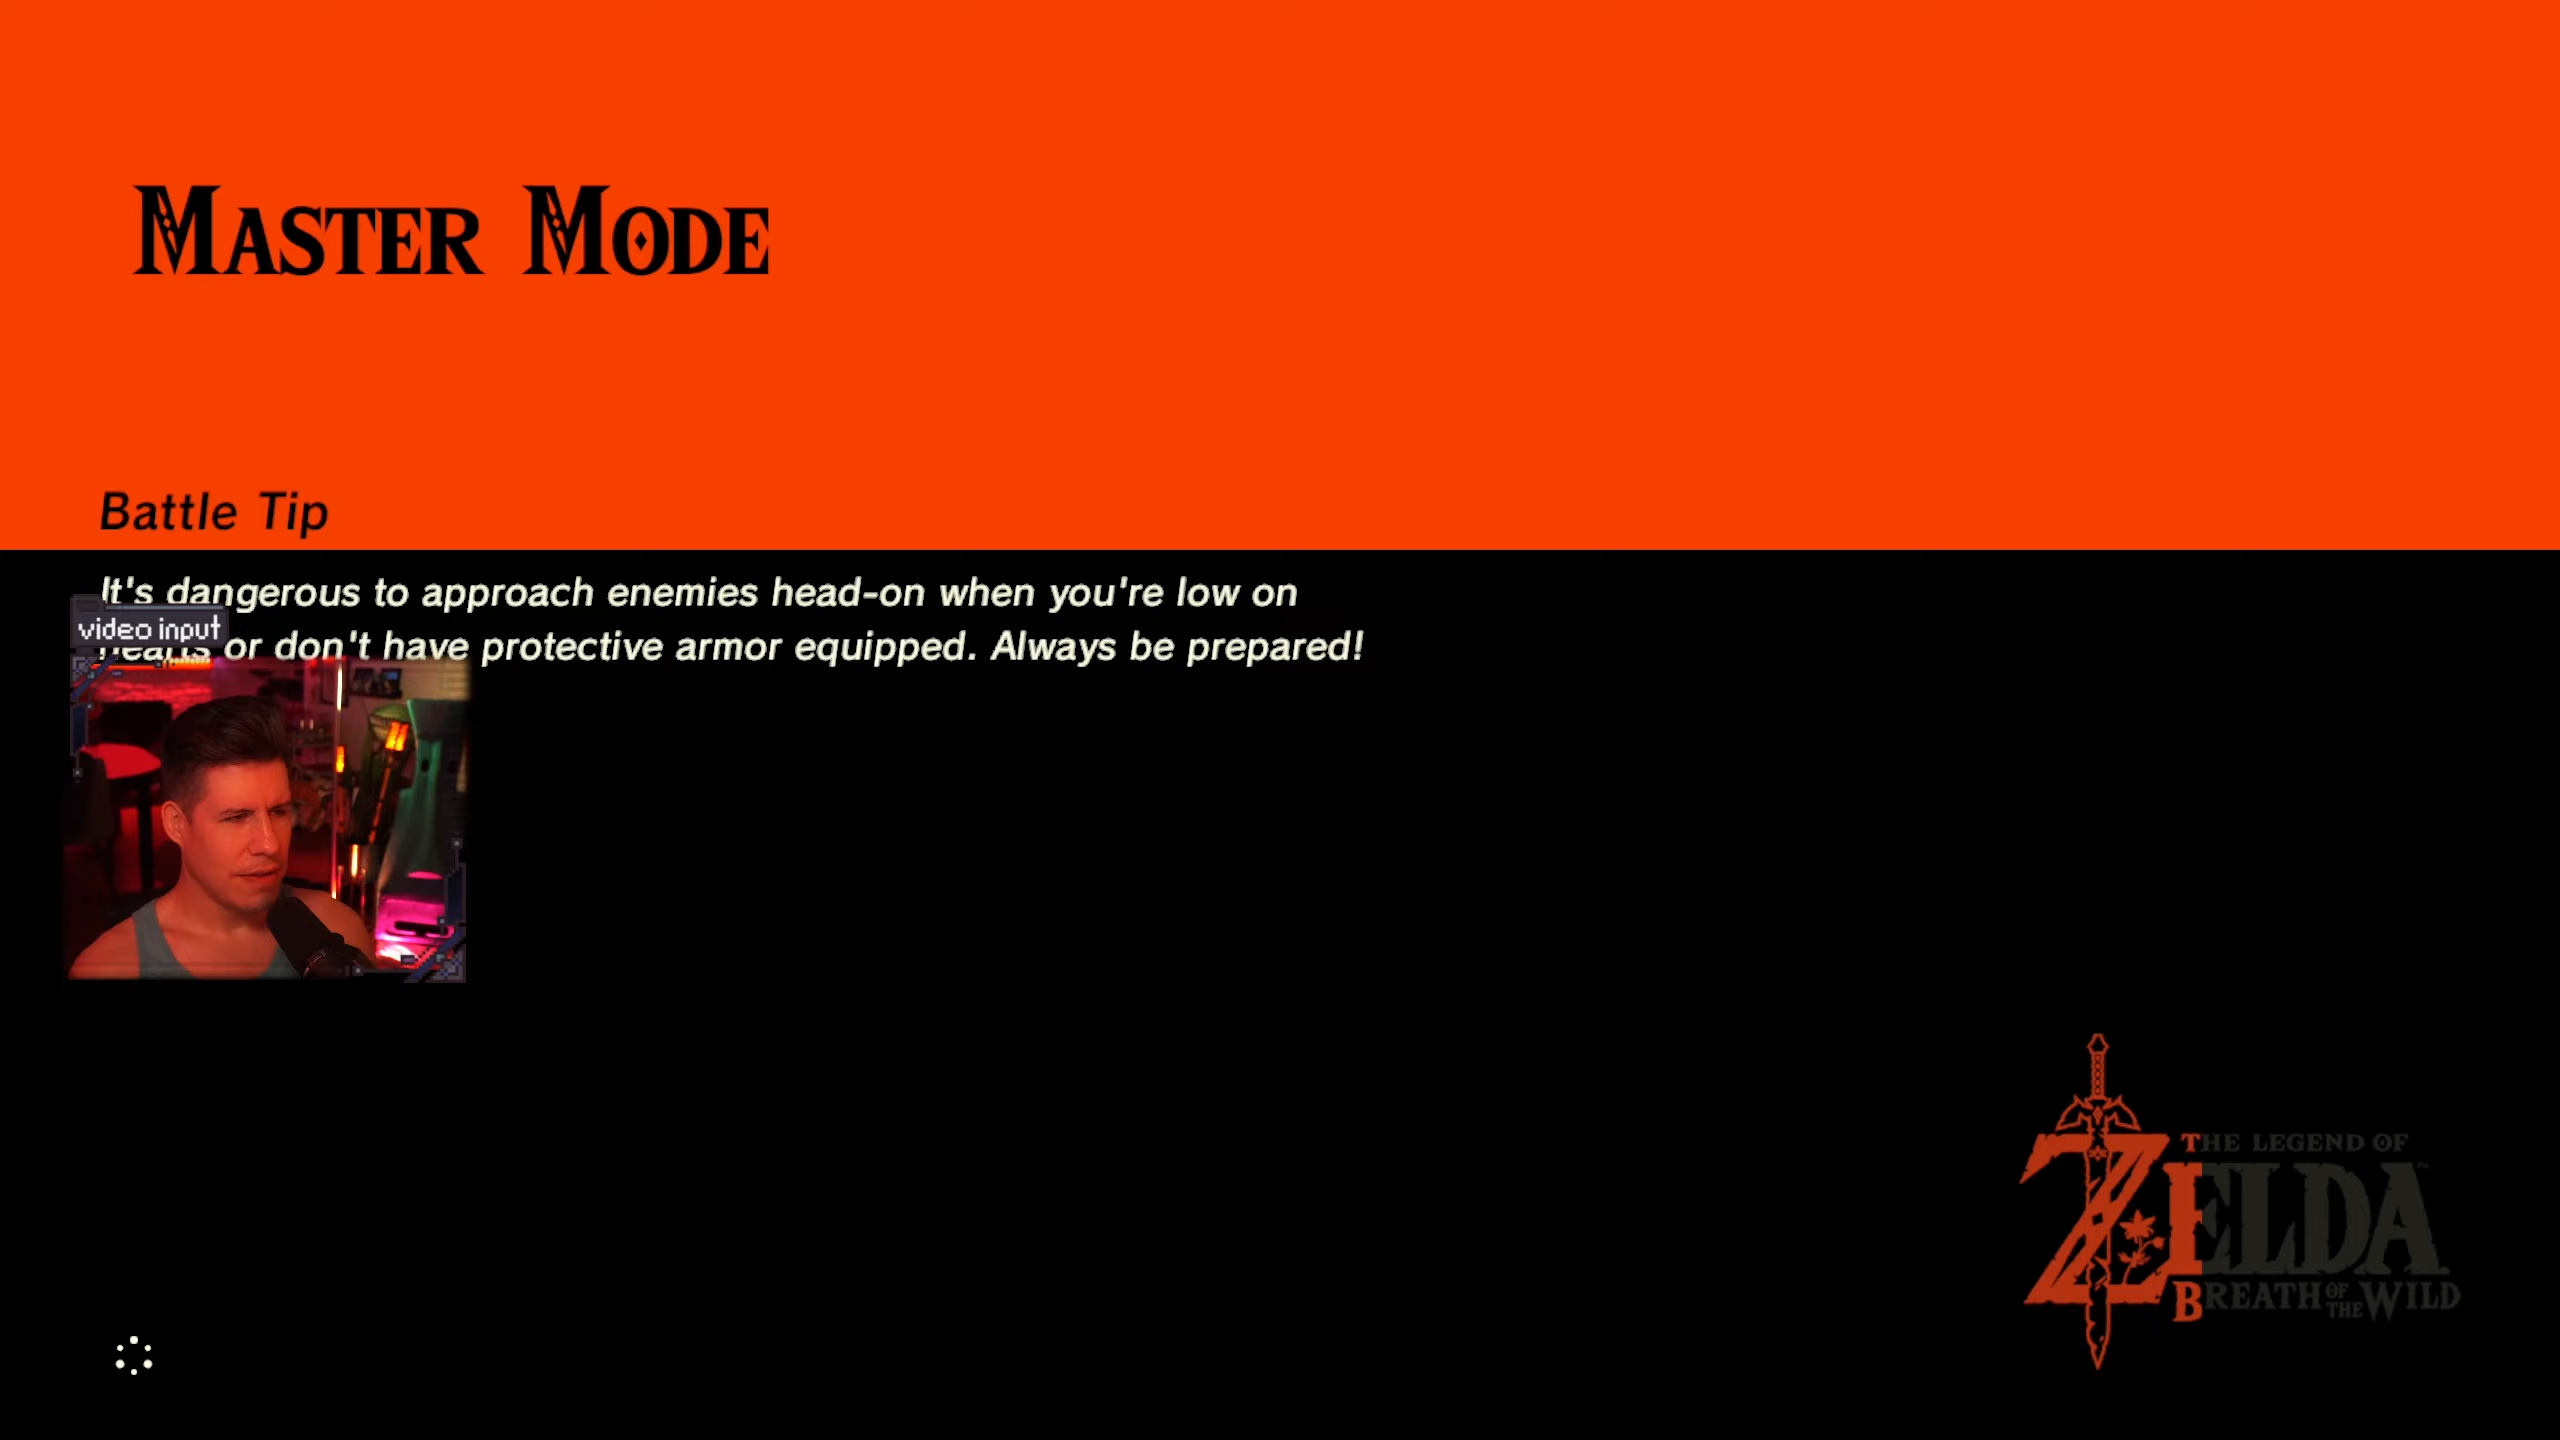 MASTER MODE
Battle Tip
It's dangerous to approach enemies head-on when you're low on
hearts or don't have protective armor equipped. Always be prepared!
video input
THE LEGEND OF
ZELDA
BREATH OF THE WILD